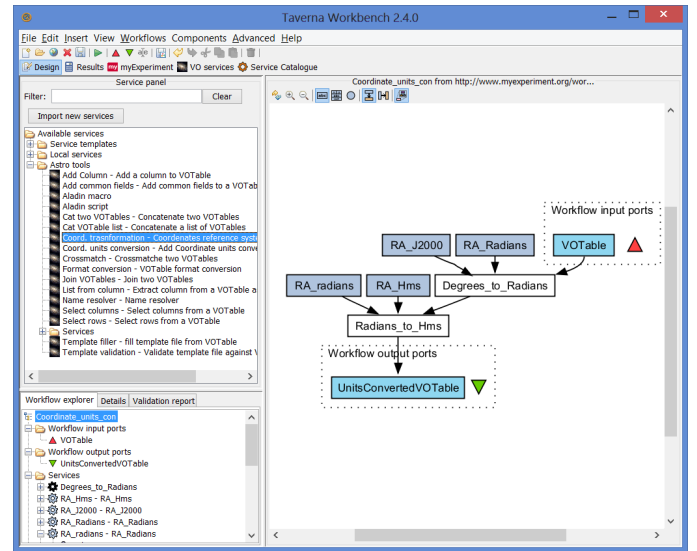 Taverna Workbench 2.4.0
File Edit Insert View Workflows Components Advanced Help
Design Results my myExperiment VO services Service Catalogue
Service panel
Filter: Clear
Import new services
Available services
Service templates
Local services
Astro tools
Add Column - Add a column to VOTable
Add common fields - Add common fields to a VOTab
Aladin macro
Aladin script
Cat two VOTables - Concatenate two VOTables
Cat VOTable list - Concatenate a list of VOTables
Coord. trasnformation - Coordenates reference syste
Coord. units conversion - Add Coordinate units conve
Crossmatch - Crossmatche two VOTables
Format conversion - VOTable format conversion
Join VOTables - Join two VOTables
List from column - Extract column from a VOTable a
Name resolver - Name resolver
Select columns - Select columns from a VOTable
Select rows - Select rows from a VOTable
Services
Template filler - fill template file from VOTable
Template validation - Validate template file against V
Workflow explorer Details Validation report
Coordinate_units_con
Workflow input ports
VOTable
Workflow output ports
UnitsConvertedVOTable
Services
Degrees_to_Radians
RA_Hms - RA_Hms
RA_J2000 - RA_J2000
RA_Radians - RA_Radians
RA_radians - RA_Radians
Coordinate_units_con from http://www.myexperiment.org/wor...
Workflow input ports
RA_J2000 RA_Radians VOTable
RA_radians RA_Hms Degrees_to_Radians
Radians_to_Hms
Workflow output ports
UnitsConvertedVOTable